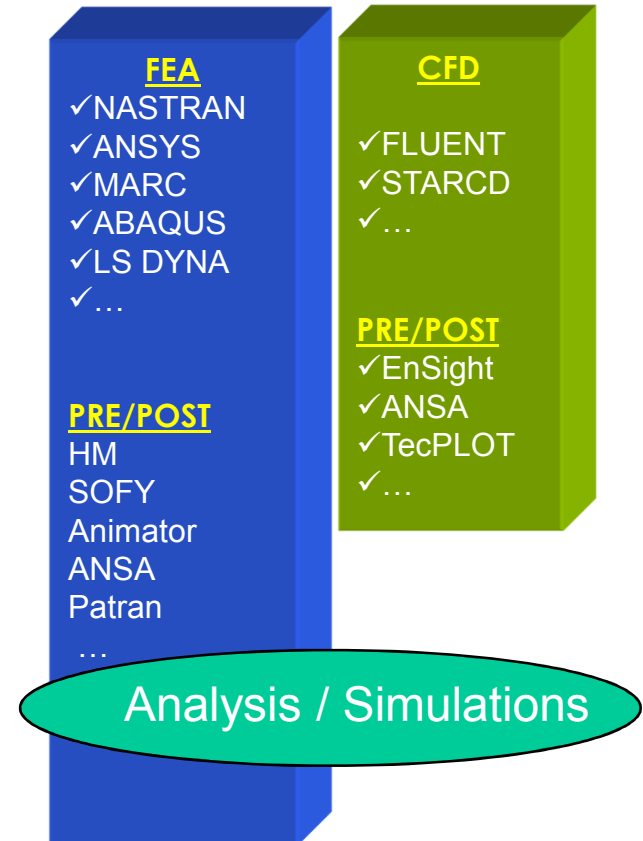 FEA
✓NASTRAN
✓ANSYS
✓MARC
✓ABAQUS
✓LS DYNA
✓…
PRE/POST
HM
SOFY
Animator
ANSA
Patran
…
CFD
✓FLUENT
✓STARCD
✓…
PRE/POST
✓EnSight
✓ANSA
✓TecPLOT
✓…
Analysis / Simulations